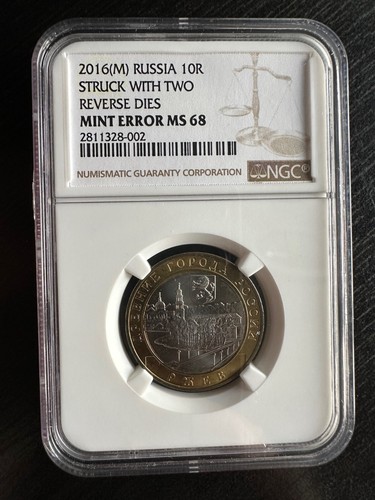 2016(M) RUSSIA 10R
STRUCK WITH TWO
REVERSE DIES
MINT ERROR MS 68
2811328-002
NUMISMATIC GUARANTY CORPORATION
NGC®
ДРЕВНИЕ ГОРОДА РОССИИ
РЖЕВ